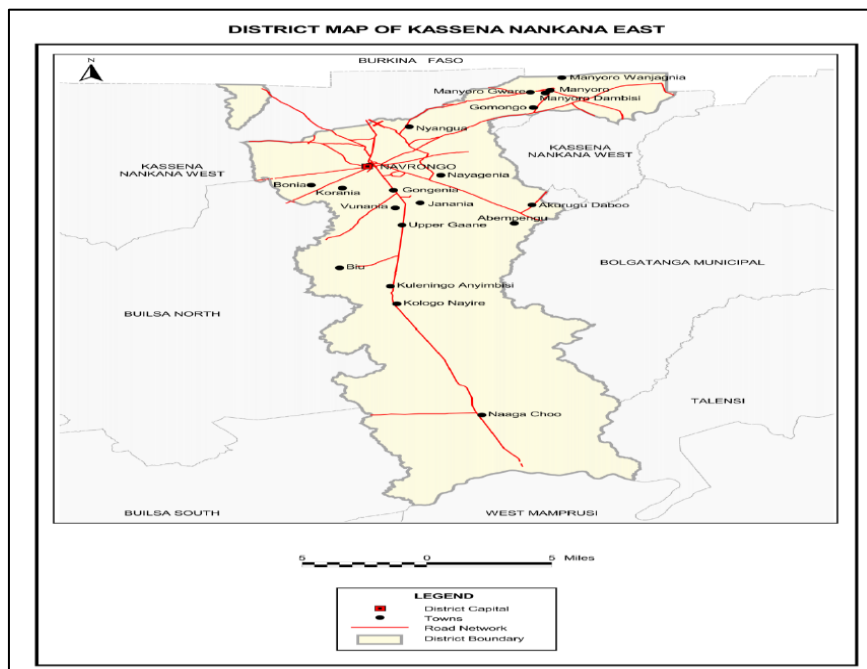 DISTRICT MAP OF KASSENA NANKANA EAST
N
BURKINA FASO
Manyoro Wanjagnia
Manyoro Gware
Manyoro
Manyoro Dambisi
Gomongo
Nyangua
KASSENA
NANKANA WEST
KASSENA
NANKANA WEST
NAVRONGO
Nayagenia
Bonia
Korania
Gongenia
Vunania
Janania
Akurugu Daboo
Abempengu
Upper Gaane
BOLGATANGA MUNICIPAL
Biu
Kuleningo Anyimbisi
Kologo Nayire
BUILSA NORTH
TALENSI
Naaga Choo
BUILSA SOUTH
WEST MAMPRUSI
5 0 5 Miles
LEGEND
District Capital
Towns
Road Network
District Boundary